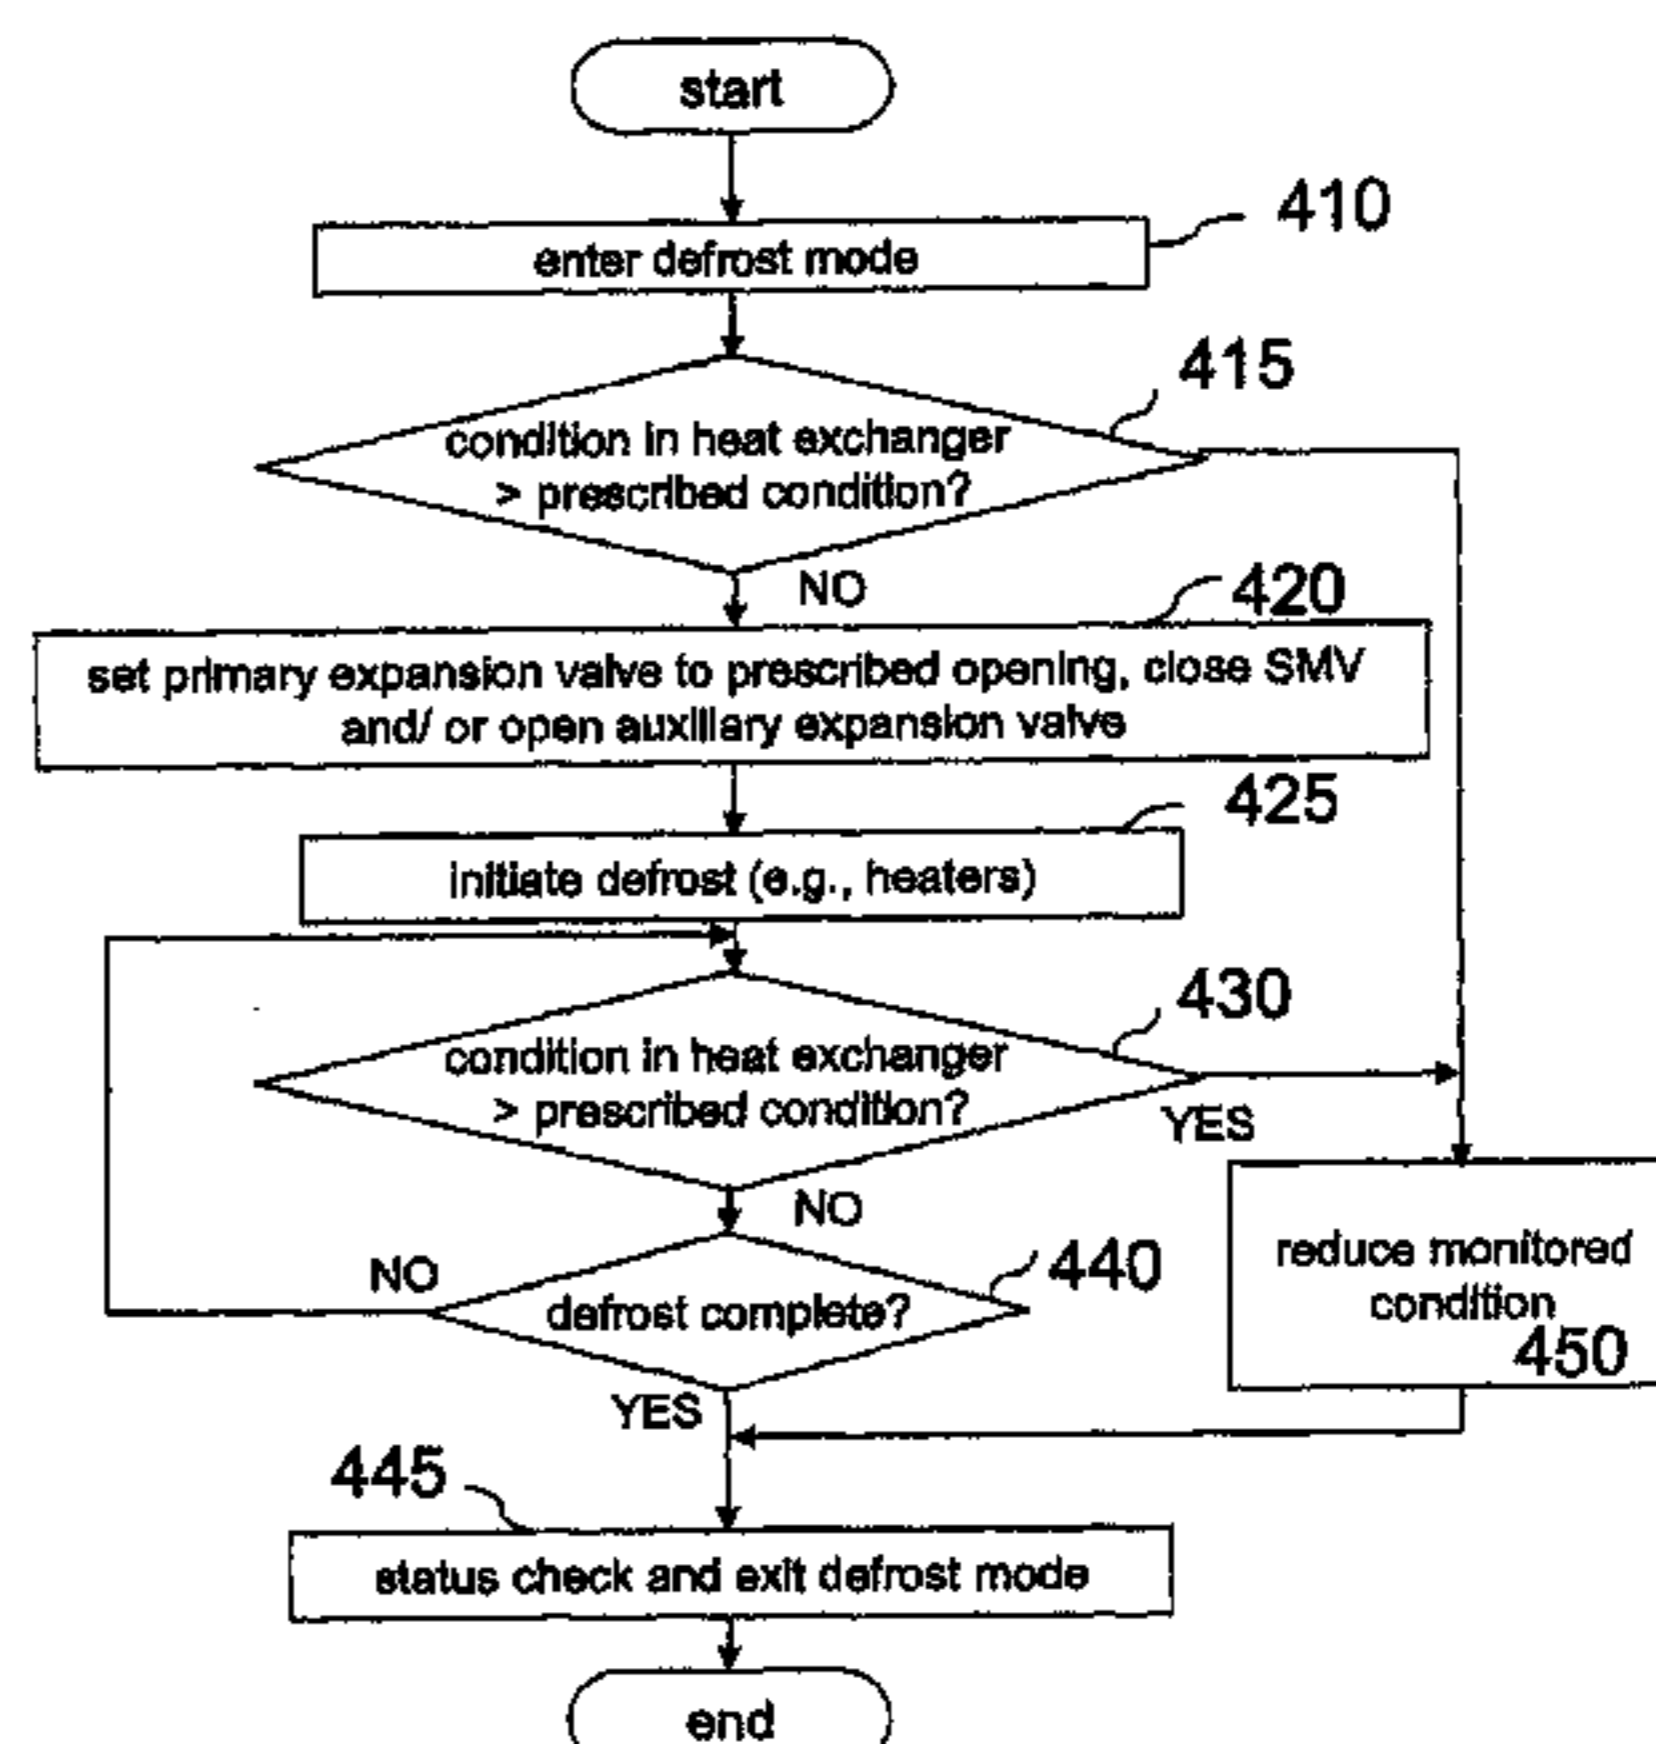 start
410
enter defrost mode
415
condition in heat exchanger
> prescribed condition?
NO
420
set primary expansion valve to prescribed opening, close SMV
and/ or open auxiliary expansion valve
425
initiate defrost (e.g., heaters)
430
condition in heat exchanger
> prescribed condition?
YES
NO
reduce monitored
condition
450
NO
440
defrost complete?
YES
445
status check and exit defrost mode
end